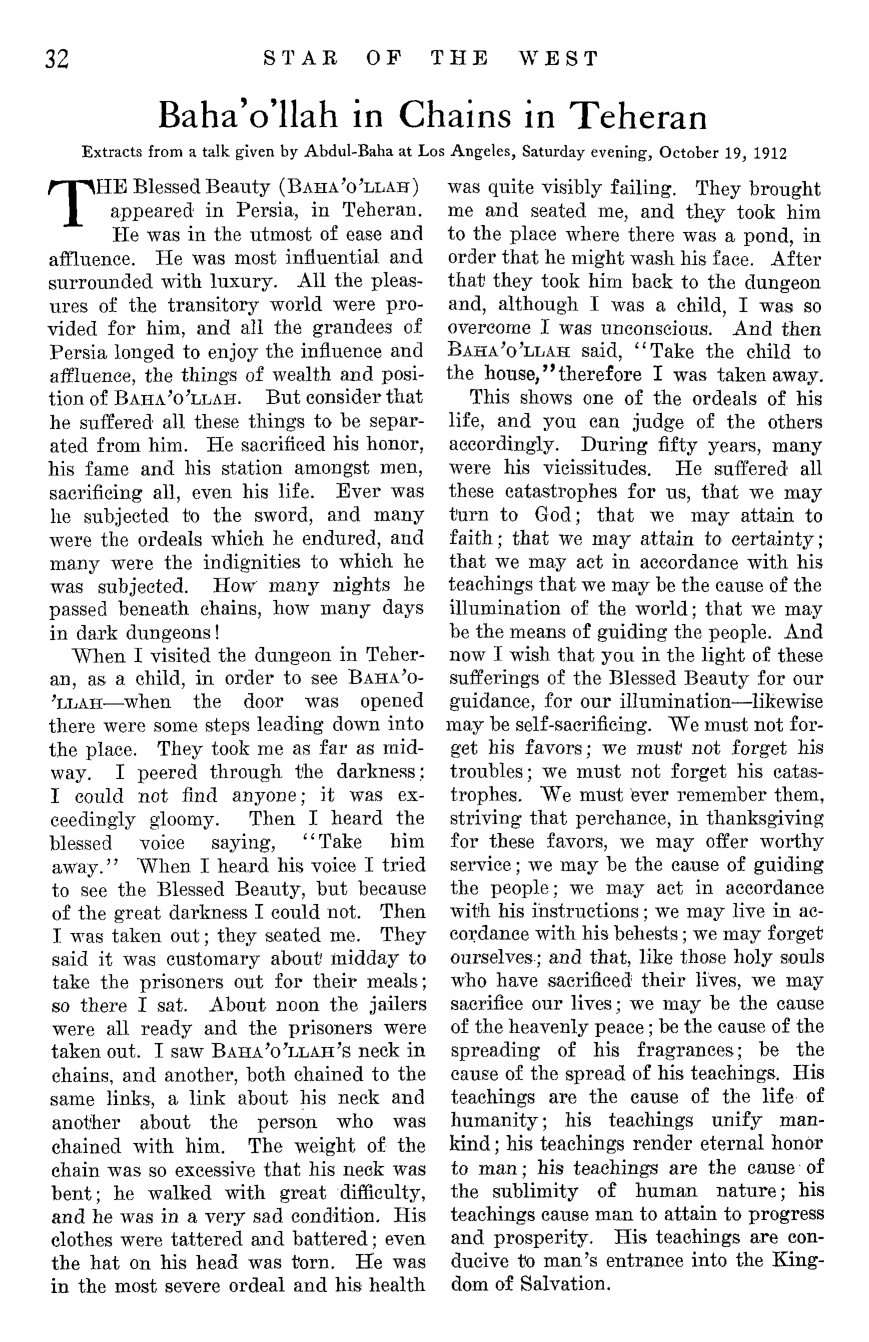 32
STAR OF THE WEST
Baha'o'llah in Chains in Teheran
Extracts from a talk given by Abdul-Baha at Los Angeles, Saturday evening, October 19, 1912
THE Blessed Beauty (BAHA'O'LLAH)
appeared in Persia, in Teheran.
He was in the utmost of ease and
affluence. He was most influential and
surrounded with luxury. All the pleas-
ures of the transitory world were pro-
vided for him, and all the grandees of
Persia longed to enjoy the influence and
affluence, the things of wealth and posi-
tion of BAHA'O'LLAH. But consider that
he suffered all these things to be separ-
ated from him. He sacrificed his honor,
his fame and his station amongst men,
sacrificing all, even his life. Ever was
he subjected to the sword, and many
were the ordeals which he endured, and
many were the indignities to which he
was subjected. How many nights he
passed beneath chains, how many days
in dark dungeons!
When I visited the dungeon in Teher-
an, as a child, in order to see BAHA'O-
'LLAH—when the door was opened
there were some steps leading down into
the place. They took me as far as mid-
way. I peered through the darkness;
I could not find anyone; it was ex-
ceedingly gloomy. Then I heard the
blessed voice saying, "Take him
away." When I heard his voice I tried
to see the Blessed Beauty, but because
of the great darkness I could not. Then
I was taken out; they seated me. They
said it was customary about midday to
take the prisoners out for their meals;
so there I sat. About noon the jailers
were all ready and the prisoners were
taken out. I saw BAHA'O'LLAH's neck in
chains, and another, both chained to the
same links, a link about his neck and
another about the person who was
chained with him. The weight of the
chain was so excessive that his neck was
bent; he walked with great difficulty,
and he was in a very sad condition. His
clothes were tattered and battered; even
the hat on his head was torn. He was
in the most severe ordeal and his health
was quite visibly failing. They brought
me and seated me, and they took him
to the place where there was a pond, in
order that he might wash his face. After
that they took him back to the dungeon
and, although I was a child, I was so
overcome I was unconscious. And then
BAHA'O'LLAH said, "Take the child to
the house," therefore I was taken away.
This shows one of the ordeals of his
life, and you can judge of the others
accordingly. During fifty years, many
were his vicissitudes. He suffered all
these catastrophes for us, that we may
turn to God; that we may attain to
faith; that we may attain to certainty;
that we may act in accordance with his
teachings that we may be the cause of the
illumination of the world; that we may
be the means of guiding the people. And
now I wish that you in the light of these
sufferings of the Blessed Beauty for our
guidance, for our illumination—likewise
may be self-sacrificing. We must not for-
get his favors; we must not forget his
troubles; we must not forget his catas-
trophes. We must ever remember them,
striving that perchance, in thanksgiving
for these favors, we may offer worthy
service; we may be the cause of guiding
the people; we may act in accordance
with his instructions; we may live in ac-
cordance with his behests; we may forget
ourselves; and that, like those holy souls
who have sacrificed their lives, we may
sacrifice our lives; we may be the cause
of the heavenly peace; be the cause of the
spreading of his fragrances; be the
cause of the spread of his teachings. His
teachings are the cause of the life of
humanity; his teachings unify man-
kind; his teachings render eternal honor
to man; his teachings are the cause of
the sublimity of human nature; his
teachings cause man to attain to progress
and prosperity. His teachings are con-
ducive to man's entrance into the King-
dom of Salvation.